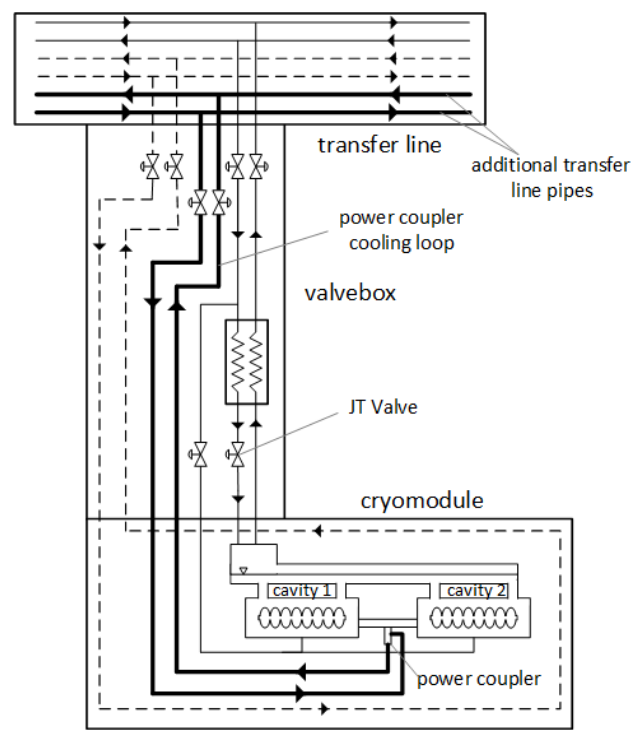 transfer line
additional transfer
line pipes
power coupler
cooling loop
valvebox
JT Valve
cryomodule
cavity 1
cavity 2
power coupler